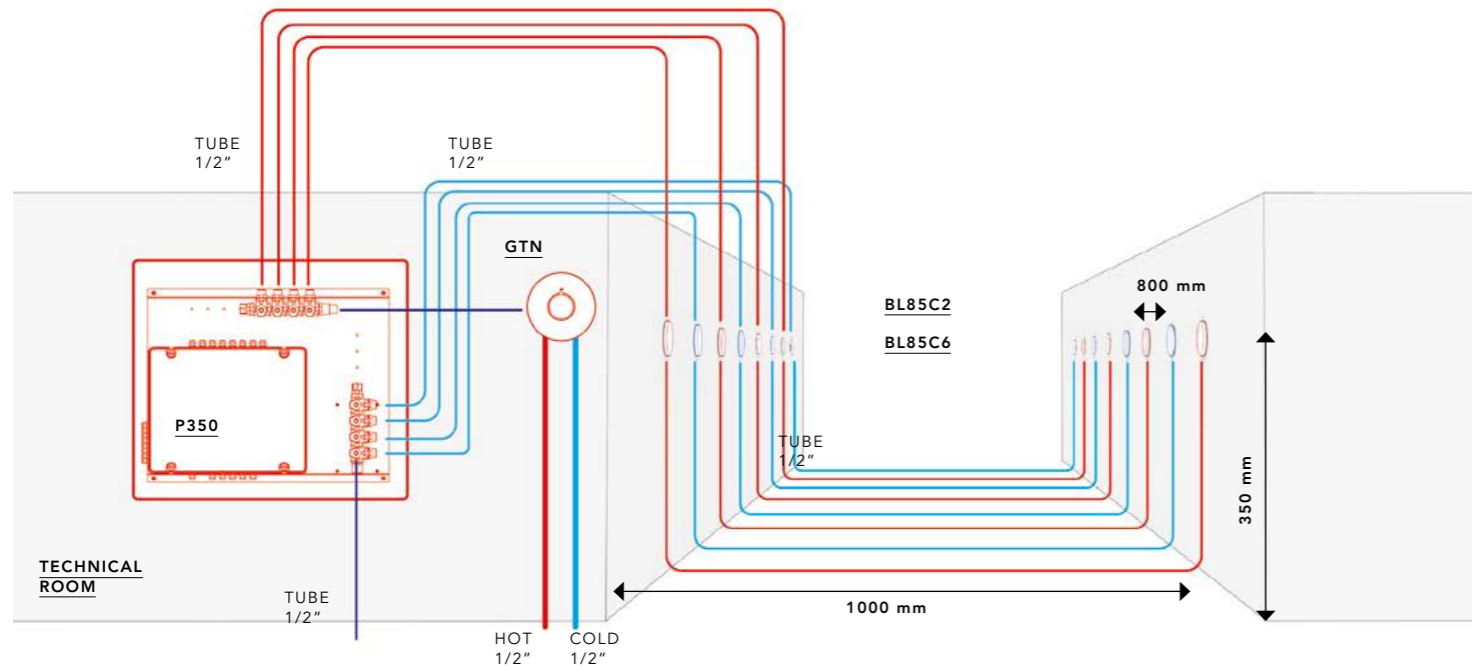 TUBE
1/2”
TUBE
1/2”
GTN
BL85C2
BL85C6
800 mm
P350
TUBE
1/2”
350 mm
TECHNICAL
ROOM
TUBE
1/2”
1000 mm
HOT
1/2”
COLD
1/2”